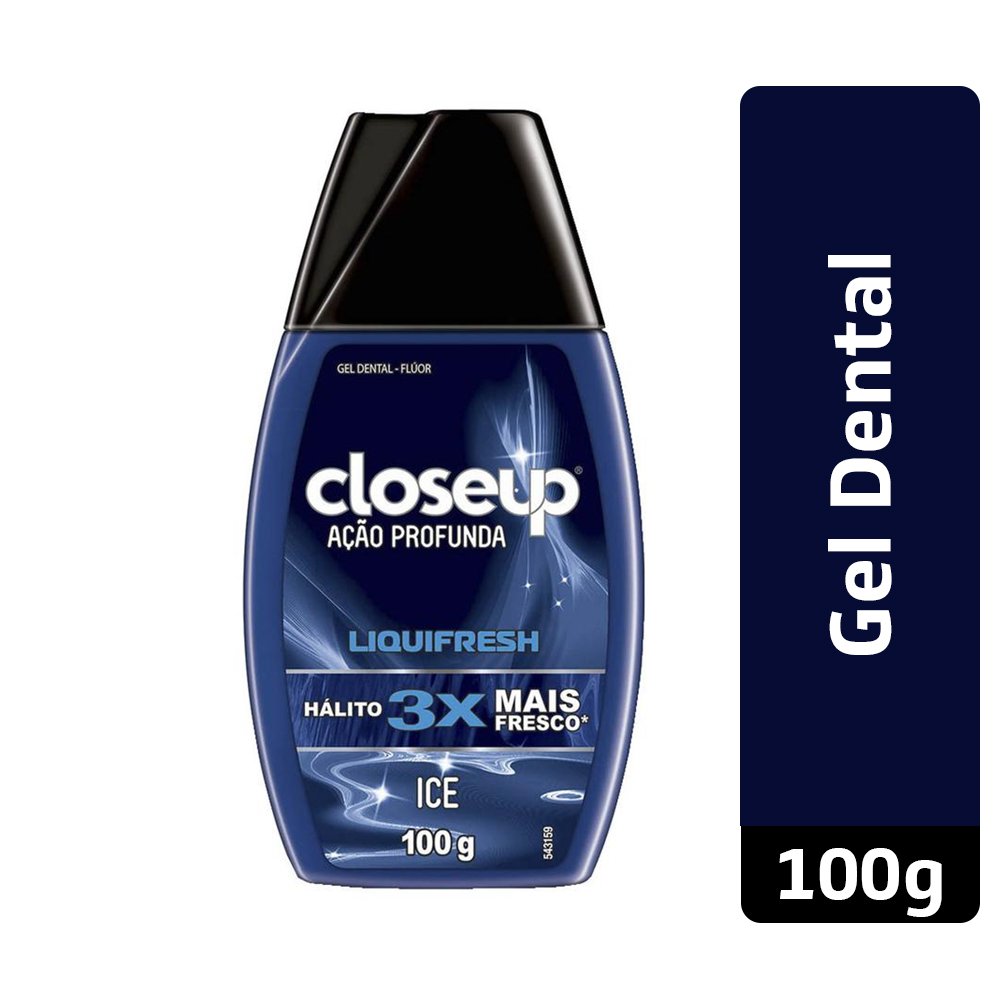 GEL DENTAL - FLÚOR
closeup®
AÇÃO PROFUNDA
LIQUIFRESH
HÁLITO 3X MAIS FRESCO*
ICE
100 g
543159
Gel Dental
100g